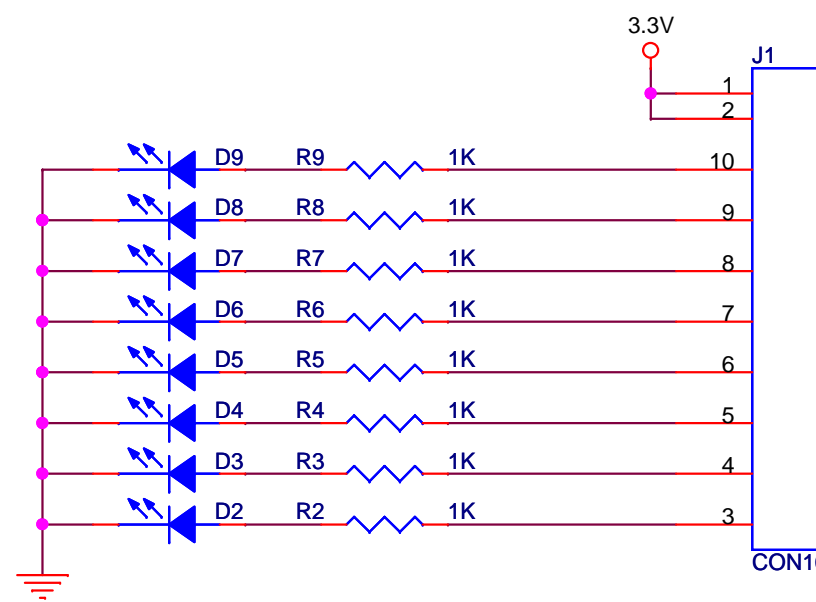 3.3V
J1
1
2
D9 R9 1K 10
D8 R8 1K 9
D7 R7 1K 8
D6 R6 1K 7
D5 R5 1K 6
D4 R4 1K 5
D3 R3 1K 4
D2 R2 1K 3